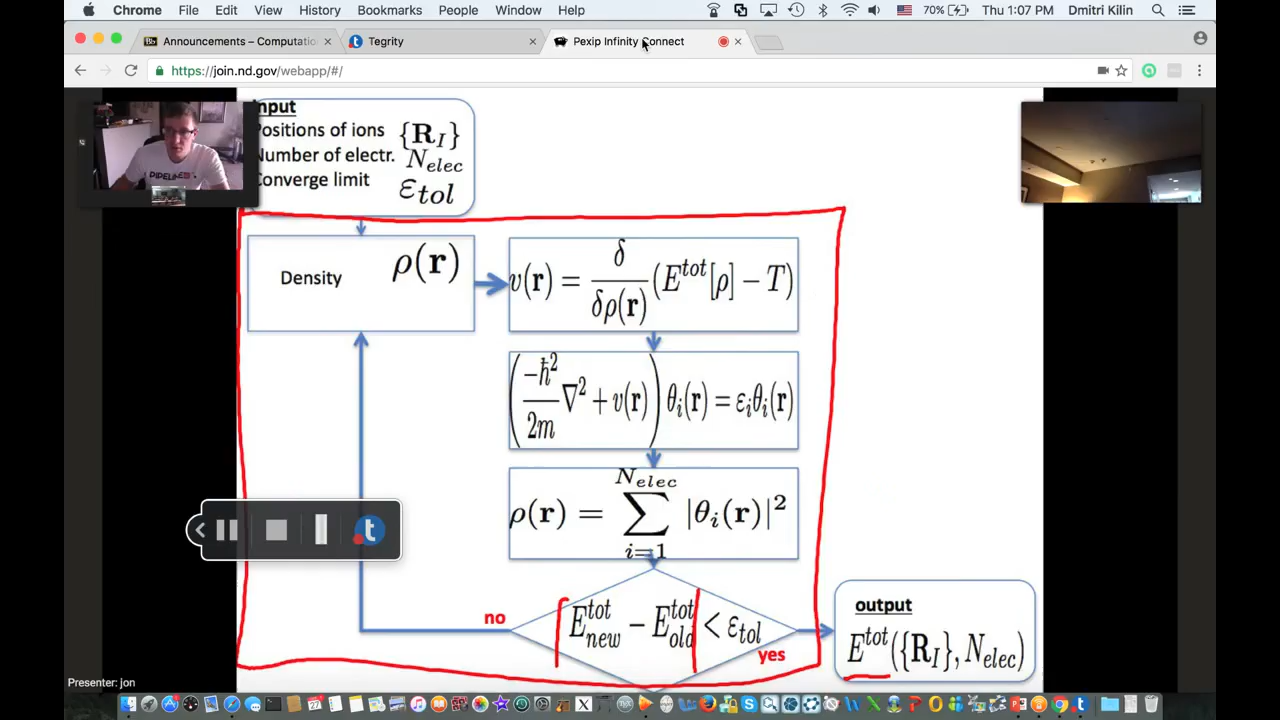 Chrome File Edit View History Bookmarks People Window Help 70% Thu 1:07 PM Dmitri Kilin
Bb Announcements – Computatio × t Tegrity × Pexip Infinity Connect ×
https://join.nd.gov/webapp/#/
nput
Positions of ions {R_I}
Number of electr. N_elec
Converge limit ε_tol
PIPELINE
Density ρ(r)
v(r) = δ/δρ(r) (E^tot[ρ] − T)
(−ħ²/2m ∇² + v(r)) θ_i(r) = ε_iθ_i(r)
ρ(r) = ∑_{i=1}^{N_elec} |θ_i(r)|²
no
E^tot_new − E^tot_old < ε_tol
yes
output
E^tot({R_I}, N_elec)
t
Presenter: jon